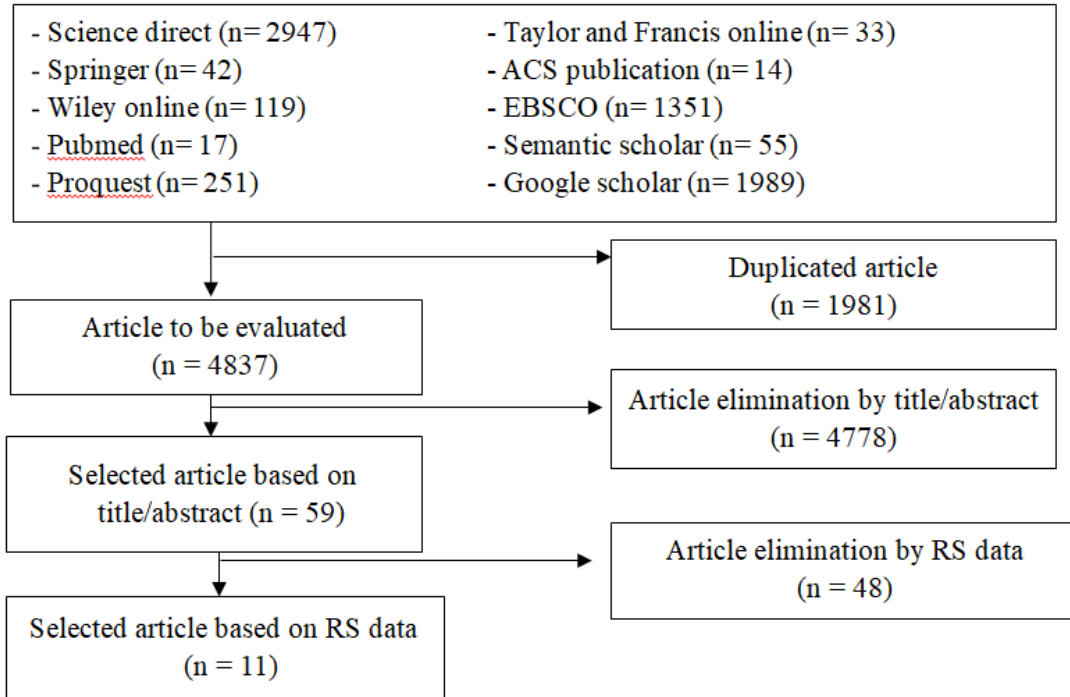 - Science direct (n= 2947)
- Springer (n= 42)
- Wiley online (n= 119)
- Pubmed (n= 17)
- Proquest (n= 251)
- Taylor and Francis online (n= 33)
- ACS publication (n= 14)
- EBSCO (n= 1351)
- Semantic scholar (n= 55)
- Google scholar (n= 1989)
Duplicated article
(n = 1981)
Article to be evaluated
(n = 4837)
Article elimination by title/abstract
(n = 4778)
Selected article based on
title/abstract (n = 59)
Article elimination by RS data
(n = 48)
Selected article based on RS data
(n = 11)